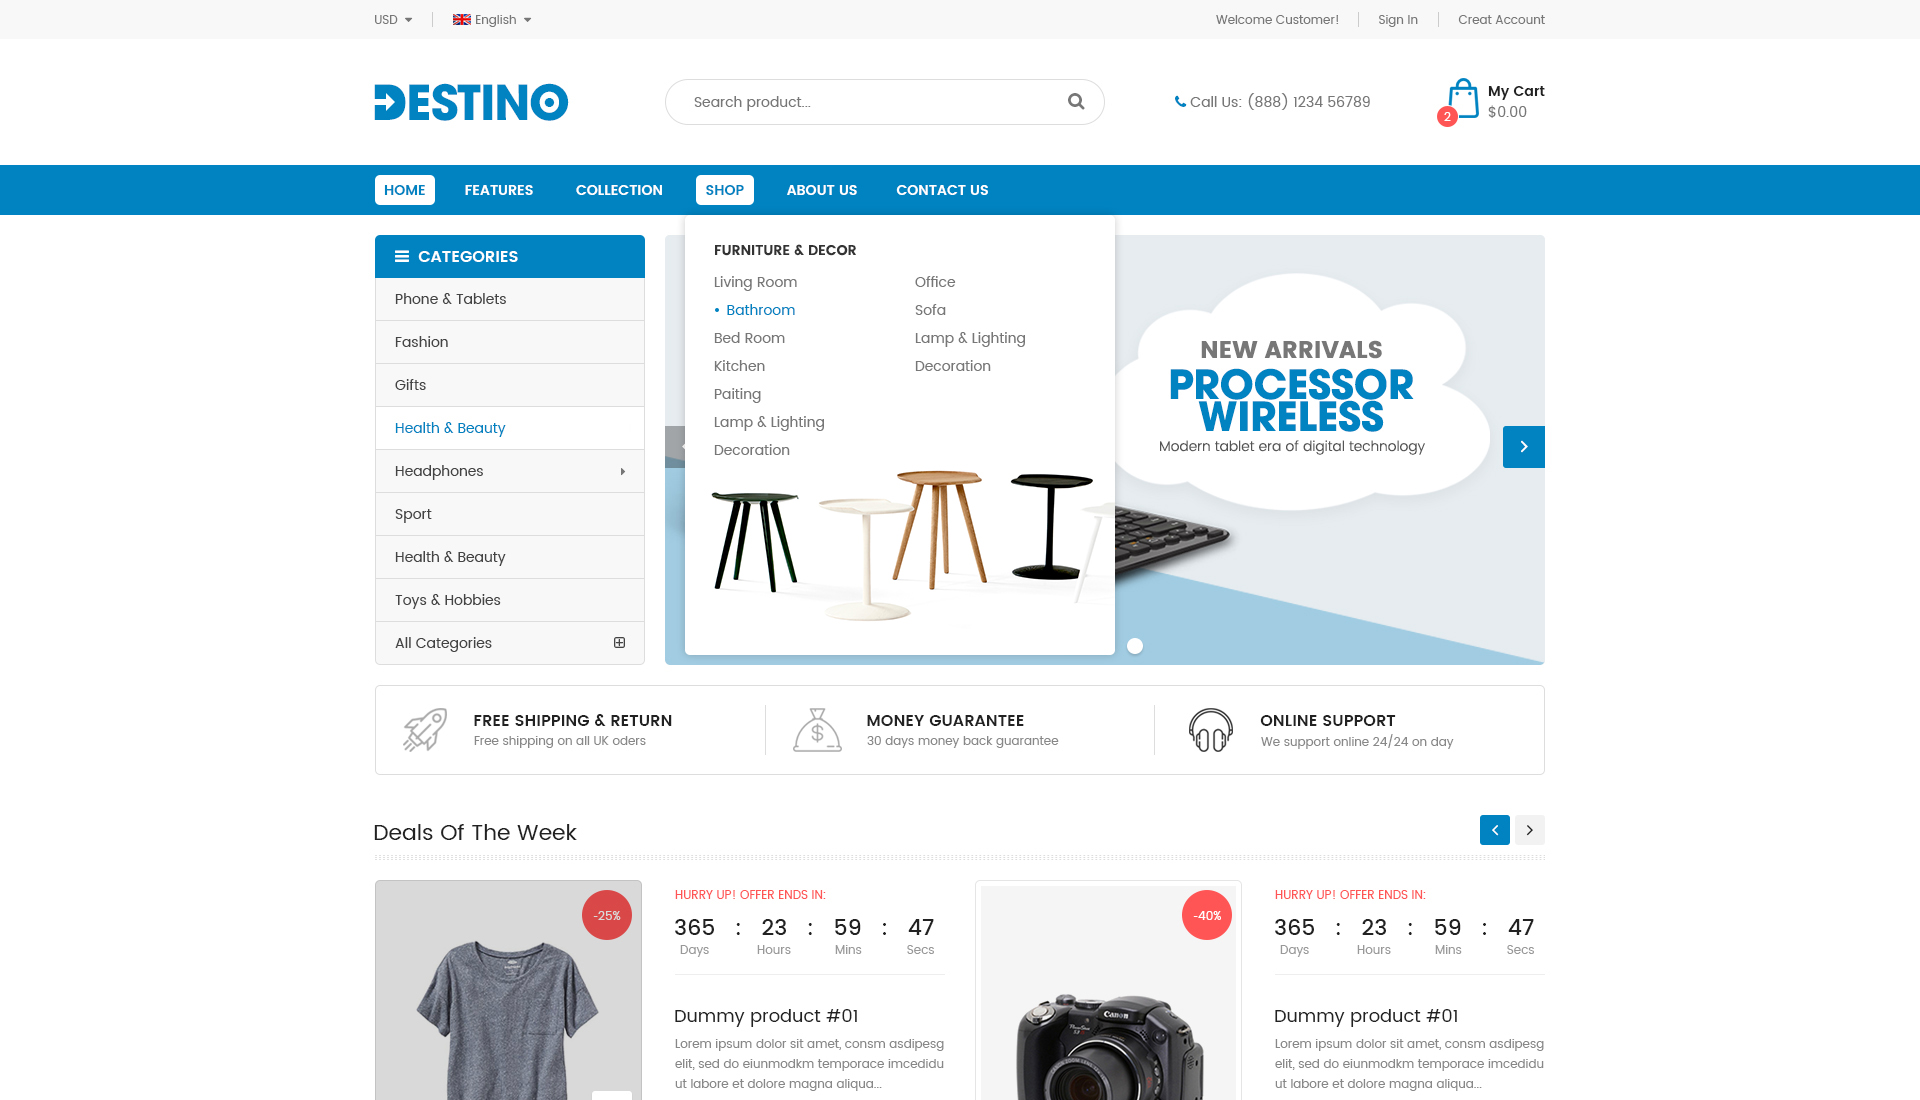 USD
English
Welcome Customer!
Sign In
Creat Account
DESTINO
Search product...
Call Us: (888) 1234 56789
My Cart
$0.00
2
HOME
FEATURES
COLLECTION
SHOP
ABOUT US
CONTACT US
CATEGORIES
Phone & Tablets
Fashion
Gifts
Health & Beauty
Headphones
Sport
Health & Beauty
Toys & Hobbies
All Categories
FURNITURE & DECOR
Living Room
• Bathroom
Bed Room
Kitchen
Paiting
Lamp & Lighting
Decoration
Office
Sofa
Lamp & Lighting
Decoration
NEW ARRIVALS
PROCESSOR
WIRELESS
Modern tablet era of digital technology
FREE SHIPPING & RETURN
Free shipping on all UK oders
MONEY GUARANTEE
30 days money back guarantee
ONLINE SUPPORT
We support online 24/24 on day
Deals Of The Week
-25%
HURRY UP! OFFER ENDS IN:
365 : 23 : 59 : 47
Days Hours Mins Secs
Dummy product #01
Lorem ipsum dolor sit amet, consm asdipesg
elit, sed do eiunmodkm temporace imcedidu
ut labore et dolore magna aliqua...
-40%
Canon
HURRY UP! OFFER ENDS IN:
365 : 23 : 59 : 47
Days Hours Mins Secs
Dummy product #01
Lorem ipsum dolor sit amet, consm asdipesg
elit, sed do eiunmodkm temporace imcedidu
ut labore et dolore magna aliqua...